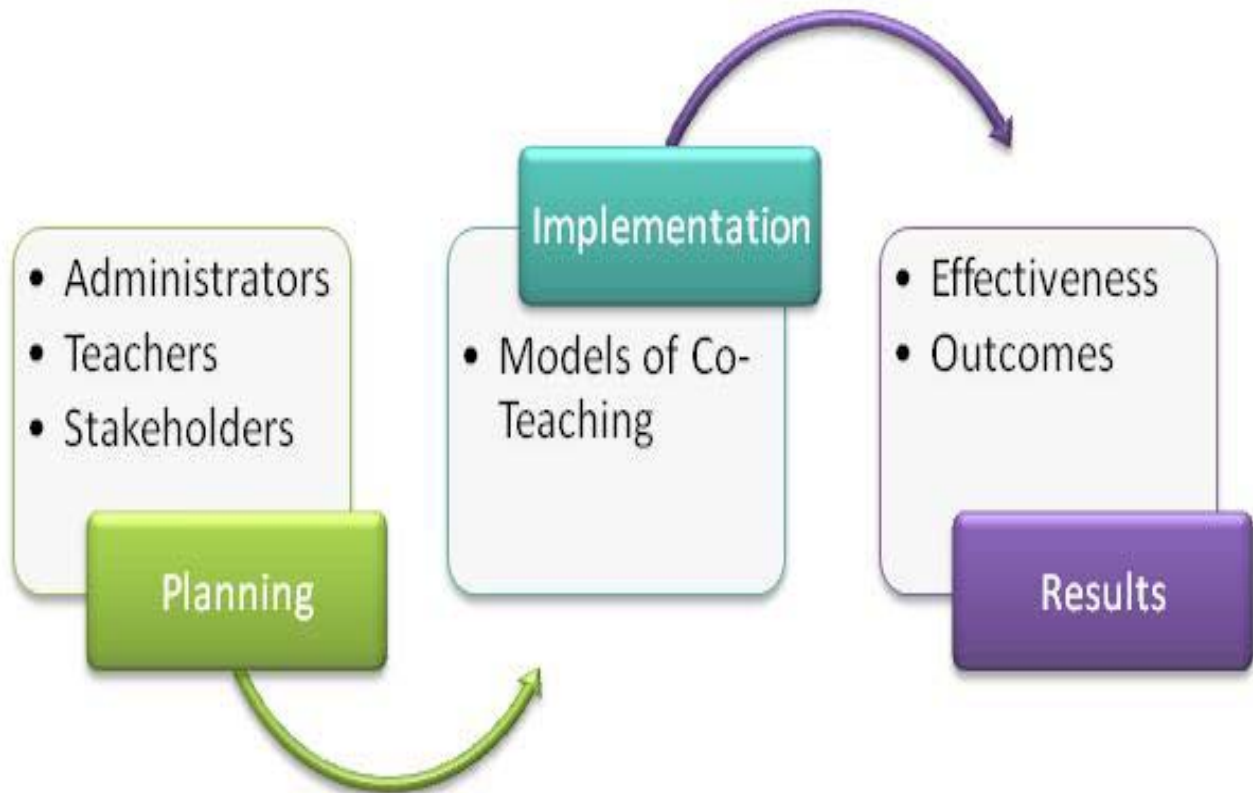 • Administrators
• Teachers
• Stakeholders
Planning
Implementation
• Models of Co-
Teaching
• Effectiveness
• Outcomes
Results